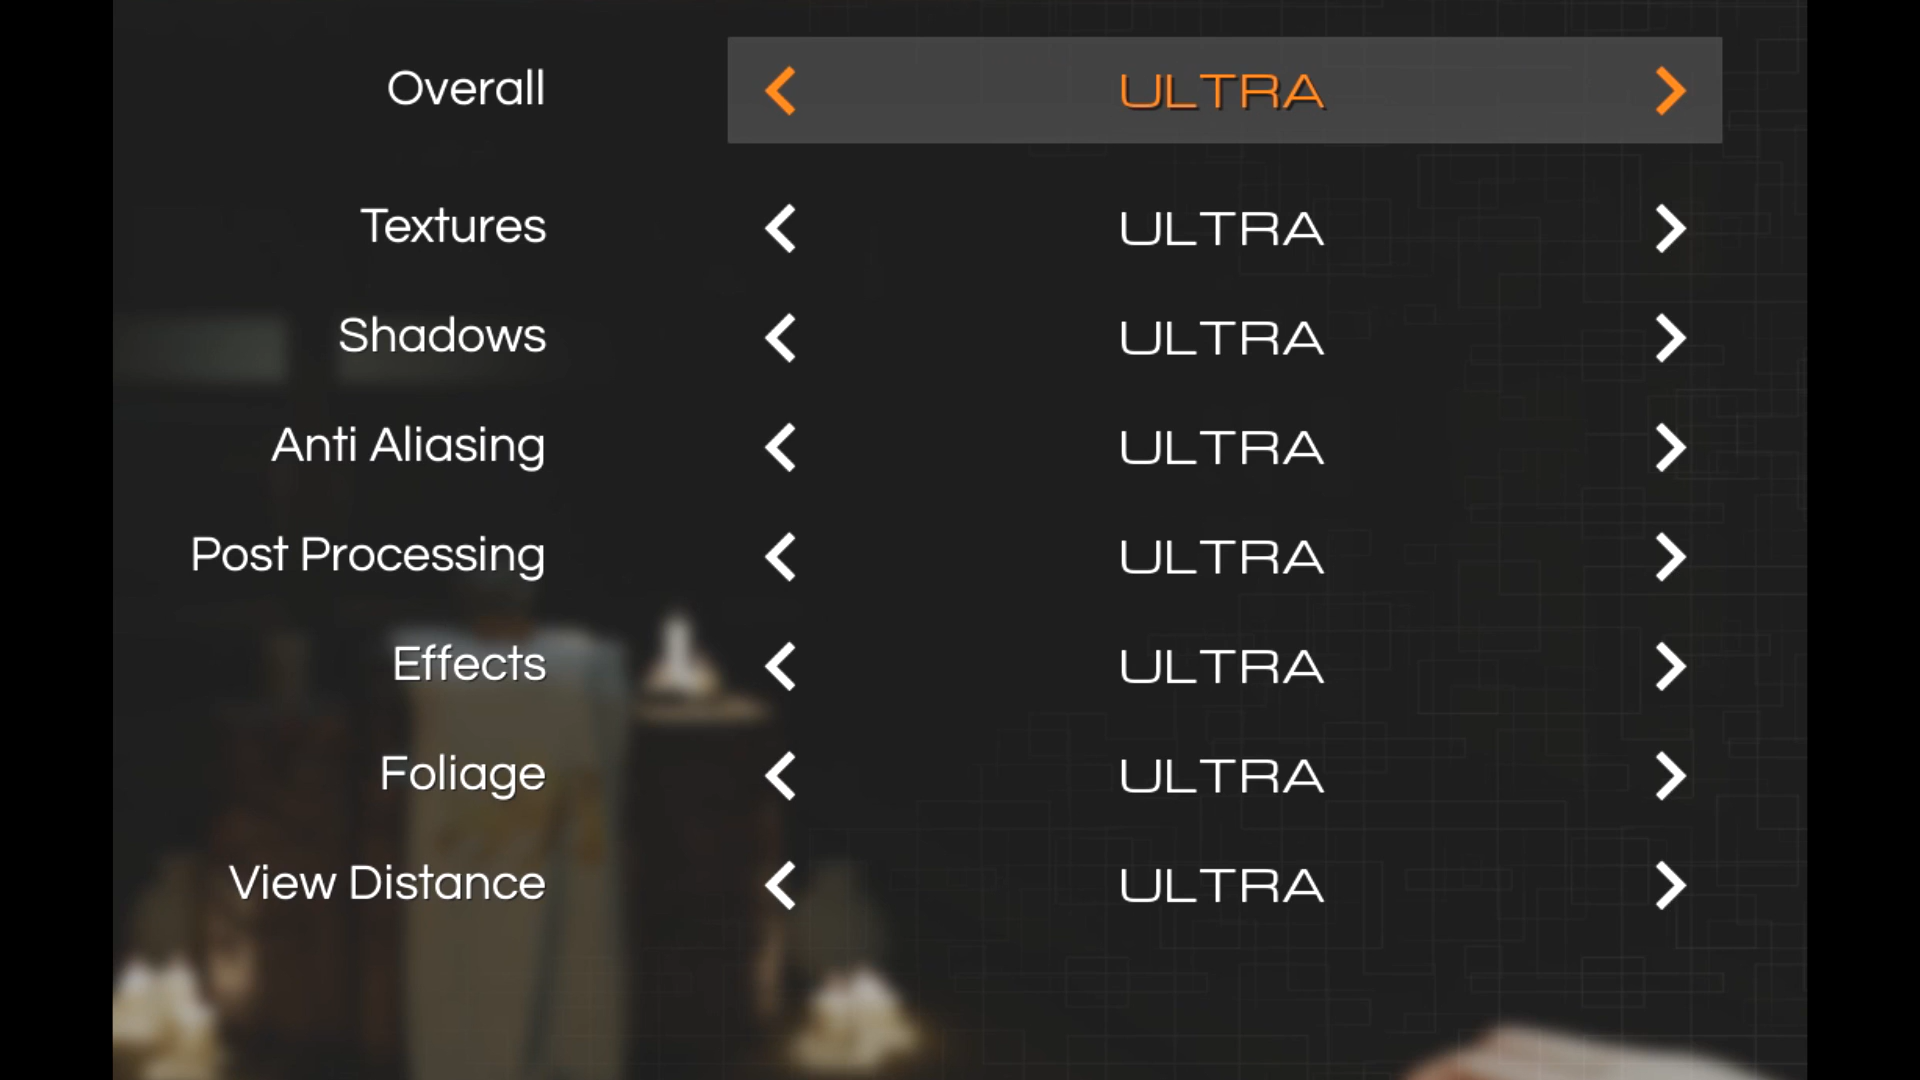 Overall ULTRA
Textures ULTRA
Shadows ULTRA
Anti Aliasing ULTRA
Post Processing ULTRA
Effects ULTRA
Foliage ULTRA
View Distance ULTRA